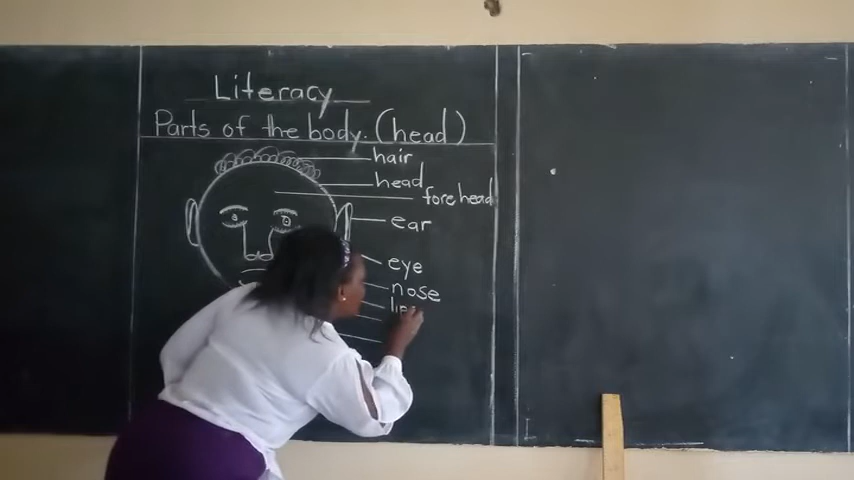 Literacy
Parts of the body. (head)
hair
head
fore head
ear
eye
nose